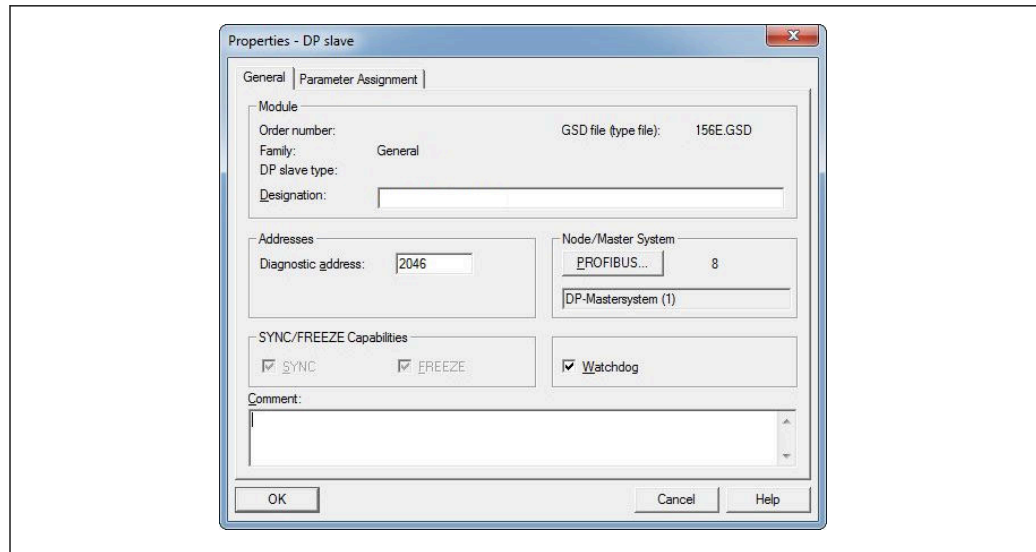 Properties - DP slave
General
Parameter Assignment
Module
Order number:
GSD file (type file): 156E.GSD
Family: General
DP slave type:
Designation:
Addresses
Diagnostic address: 2046
Node/Master System
PROFIBUS... 8
DP-Mastersystem (1)
SYNC/FREEZE Capabilities
SYNC FREEZE
Watchdog
Comment:
OK Cancel Help